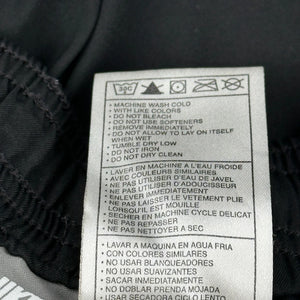 30C
• MACHINE WASH COLD
WITH LIKE COLORS
• DO NOT BLEACH
• DO NOT USE SOFTENERS
• REMOVE IMMEDIATELY
• DO NOT ALLOW TO LAY ON ITSELF
WHEN WET
• TUMBLE DRY LOW
• DO NOT IRON
• DO NOT DRY CLEAN
• LAVER EN MACHINE A L'EAU FROIDE
AVEC COULEURS SIMILAIRES
• NE PAS UTILISER D'EAU DE JAVEL
• NE PAS UTILISER D'ADOUCISSEUR
• ENLEVER IMMEDIATEMENT
• NE PAS LAISSER LE VETEMENT PLIE
LORSQU'IL EST MOUILLE
• SECHER EN MACHINE CYCLE DELICAT
• NE PAS REPASSER
• NE PAS NETTOYER A SEC
• LAVAR A MAQUINA EN AGUA FRIA
CON COLORES SIMILARES
• NO USAR BLANQUEADORES
• NO USAR SUAVIZANTES
• SACAR INMEDIATAMENTE
• NO DOBLAR PRENDA MOJADA
• USAR SECADORA CICLO LENTO